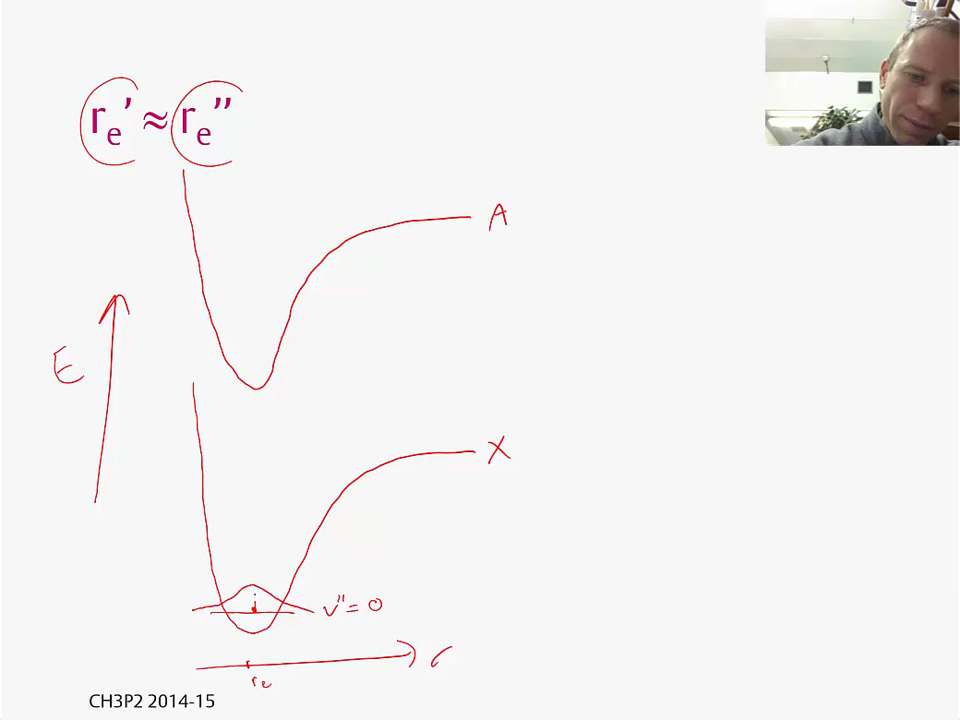 re' ≈ re''
A
E
X
v" = 0
r
re
CH3P2 2014-15